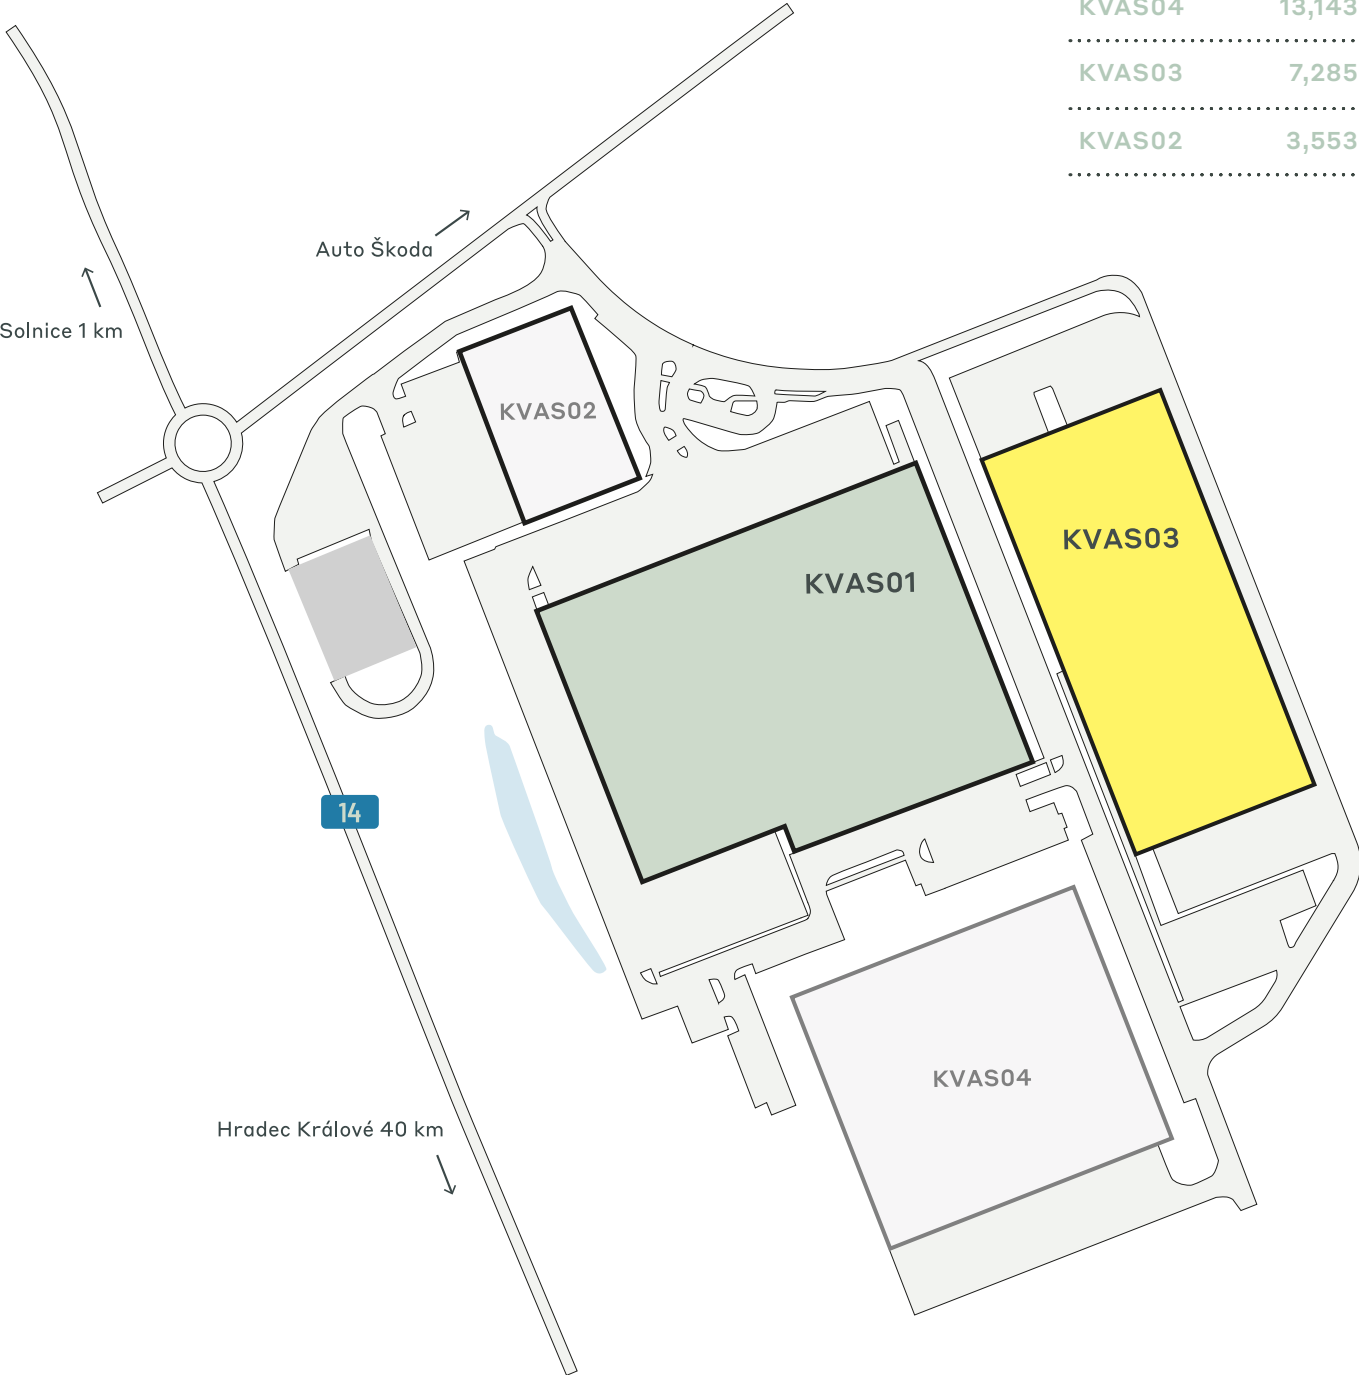 KVAS04 13,143
KVAS03 7,285
KVAS02 3,553
Auto Škoda
Solnice 1 km
KVAS02
KVAS03
KVAS01
14
KVAS04
Hradec Králové 40 km